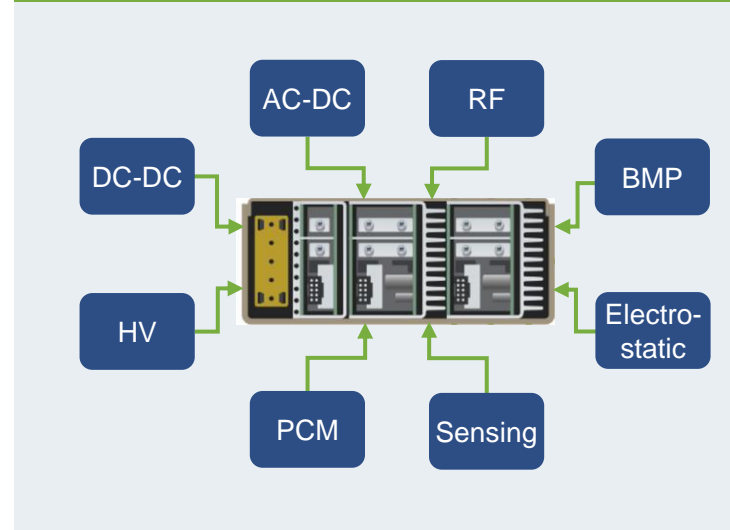 AC-DC
RF
DC-DC
BMP
HV
Electro-
static
PCM
Sensing